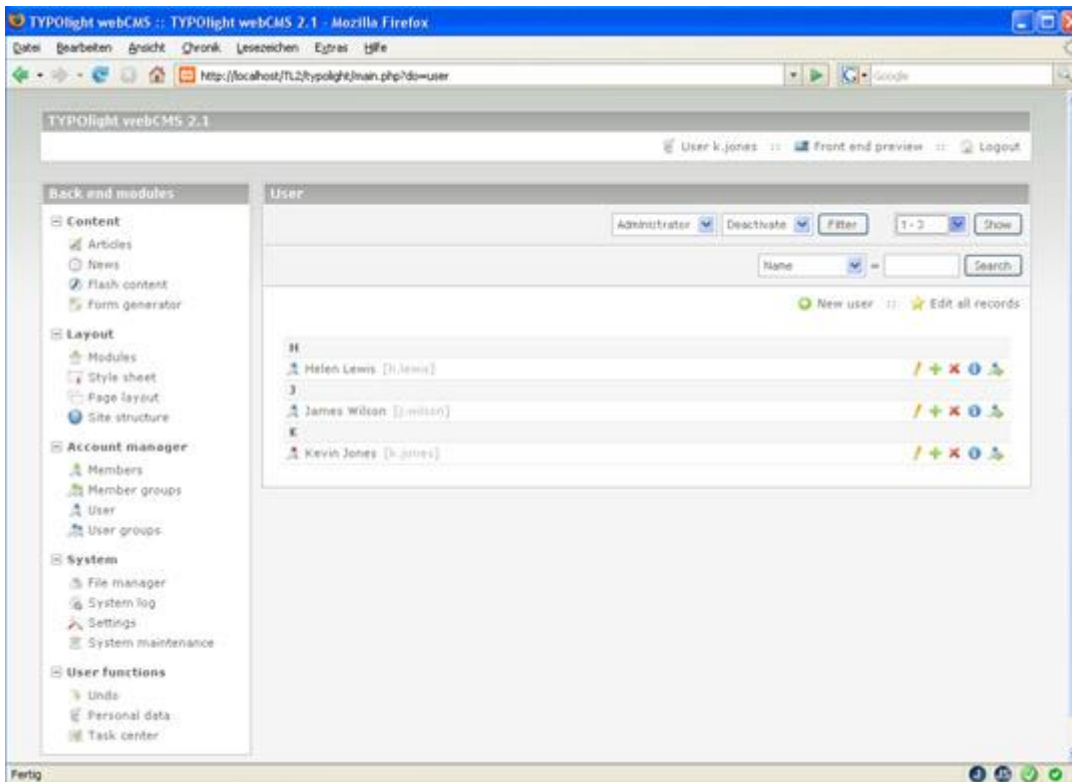 TYPOlight webCMS :: TYPOlight webCMS 2.1 - Mozilla Firefox
Datei Bearbeiten Ansicht Chronik Lesezeichen Extras Hilfe
http://localhost/TL2/typolight/main.php?do=user
Google
TYPOlight webCMS 2.1
User k.jones :: Front end preview :: Logout
Back end modules
Content
Articles
News
Flash content
Form generator
Layout
Modules
Style sheet
Page layout
Site structure
Account manager
Members
Member groups
User
User groups
System
File manager
System log
Settings
System maintenance
User functions
Undo
Personal data
Task center
User
Administrator Deactivate Filter 1 - 3 Show
Name = Search
New user :: Edit all records
H
Helen Lewis [h.lewis]
J
James Wilson [j.wilson]
K
Kevin Jones [k.jones]
Fertig